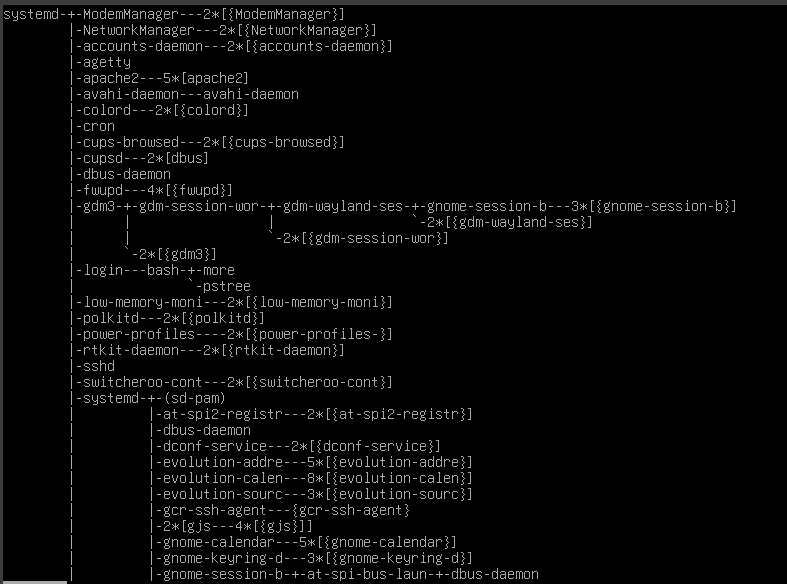 systemd-+-ModemManager---2*[{ModemManager}]
        |-NetworkManager---2*[{NetworkManager}]
        |-accounts-daemon---2*[{accounts-daemon}]
        |-agetty
        |-apache2---5*[apache2]
        |-avahi-daemon---avahi-daemon
        |-colord---2*[{colord}]
        |-cron
        |-cups-browsed---2*[{cups-browsed}]
        |-cupsd---2*[dbus]
        |-dbus-daemon
        |-fwupd---4*[{fwupd}]
        |-gdm3-+-gdm-session-wor-+-gdm-wayland-ses-+-gnome-session-b---3*[{gnome-session-b}]
        |      |                 |                 `-2*[{gdm-wayland-ses}]
        |      |                 `-2*[{gdm-session-wor}]
        |      `-2*[{gdm3}]
        |-login---bash-+-more
        |              `-pstree
        |-low-memory-moni---2*[{low-memory-moni}]
        |-polkitd---2*[{polkitd}]
        |-power-profiles----2*[{power-profiles-}]
        |-rtkit-daemon---2*[{rtkit-daemon}]
        |-sshd
        |-switcheroo-cont---2*[{switcheroo-cont}]
        |-systemd-+-(sd-pam)
        |         |-at-spi2-registr---2*[{at-spi2-registr}]
        |         |-dbus-daemon
        |         |-dconf-service---2*[{dconf-service}]
        |         |-evolution-addre---5*[{evolution-addre}]
        |         |-evolution-calen---8*[{evolution-calen}]
        |         |-evolution-sourc---3*[{evolution-sourc}]
        |         |-gcr-ssh-agent---{gcr-ssh-agent}
        |         |-2*[gjs---4*[{gjs}]]
        |         |-gnome-calendar---5*[{gnome-calendar}]
        |         |-gnome-keyring-d---3*[{gnome-keyring-d}]
        |         |-gnome-session-b-+-at-spi-bus-laun-+-dbus-daemon